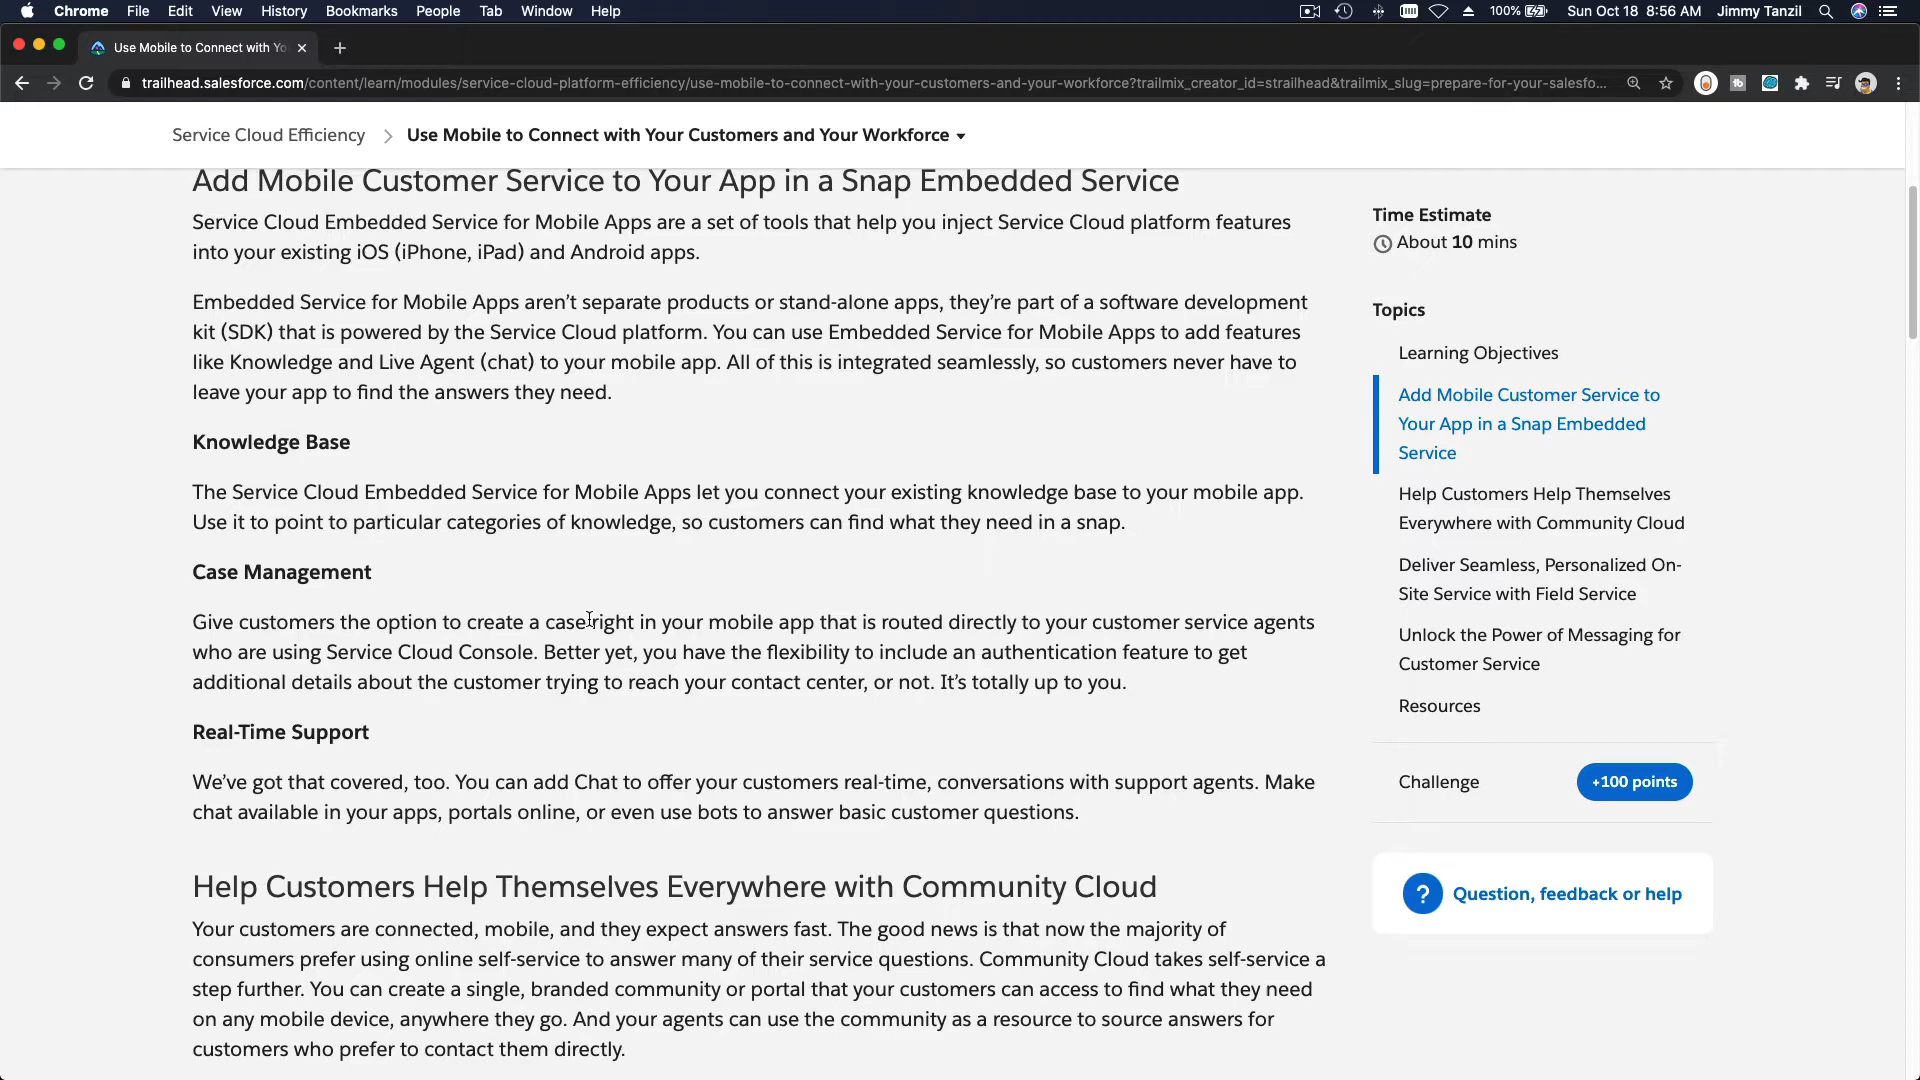 Chrome File Edit View History Bookmarks People Tab Window Help 100% Sun Oct 18 8:56 AM Jimmy Tanzil
Use Mobile to Connect with Yo
trailhead.salesforce.com/content/learn/modules/service-cloud-platform-efficiency/use-mobile-to-connect-with-your-customers-and-your-workforce?trailmix_creator_id=strailhead&trailmix_slug=prepare-for-your-salesfo...
Service Cloud Efficiency > Use Mobile to Connect with Your Customers and Your Workforce
Add Mobile Customer Service to Your App in a Snap Embedded Service
Service Cloud Embedded Service for Mobile Apps are a set of tools that help you inject Service Cloud platform features
into your existing iOS (iPhone, iPad) and Android apps.
Embedded Service for Mobile Apps aren’t separate products or stand-alone apps, they’re part of a software development
kit (SDK) that is powered by the Service Cloud platform. You can use Embedded Service for Mobile Apps to add features
like Knowledge and Live Agent (chat) to your mobile app. All of this is integrated seamlessly, so customers never have to
leave your app to find the answers they need.
Knowledge Base
The Service Cloud Embedded Service for Mobile Apps let you connect your existing knowledge base to your mobile app.
Use it to point to particular categories of knowledge, so customers can find what they need in a snap.
Case Management
Give customers the option to create a case right in your mobile app that is routed directly to your customer service agents
who are using Service Cloud Console. Better yet, you have the flexibility to include an authentication feature to get
additional details about the customer trying to reach your contact center, or not. It’s totally up to you.
Real-Time Support
We’ve got that covered, too. You can add Chat to offer your customers real-time, conversations with support agents. Make
chat available in your apps, portals online, or even use bots to answer basic customer questions.
Help Customers Help Themselves Everywhere with Community Cloud
Your customers are connected, mobile, and they expect answers fast. The good news is that now the majority of
consumers prefer using online self-service to answer many of their service questions. Community Cloud takes self-service a
step further. You can create a single, branded community or portal that your customers can access to find what they need
on any mobile device, anywhere they go. And your agents can use the community as a resource to source answers for
customers who prefer to contact them directly.
Time Estimate
About 10 mins
Topics
Learning Objectives
Add Mobile Customer Service to
Your App in a Snap Embedded
Service
Help Customers Help Themselves
Everywhere with Community Cloud
Deliver Seamless, Personalized On-
Site Service with Field Service
Unlock the Power of Messaging for
Customer Service
Resources
Challenge +100 points
? Question, feedback or help